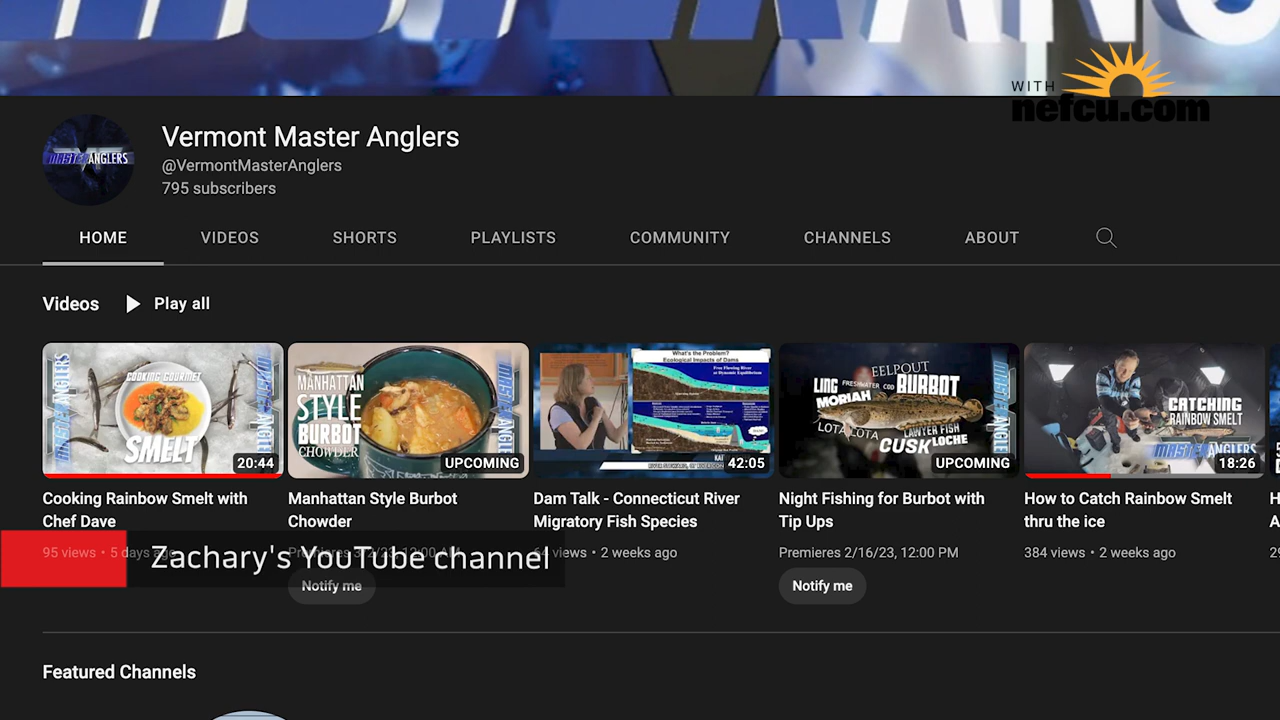 WITH
nefcu.com
MASTER ANGLERS
Vermont Master Anglers
@VermontMasterAnglers
795 subscribers
HOME VIDEOS SHORTS PLAYLISTS COMMUNITY CHANNELS ABOUT
Videos Play all
COOKING GOURMET
SMELT
20:44
MANHATTAN
STYLE
BURBOT
CHOWDER
UPCOMING
What's the Problem?
Ecological Impacts of Dams
42:05
EELPOUT
LING FRESHWATER COD BURBOT
MORIAH
LOTA LOTA LAWYER FISH
CUSK LOCHE
UPCOMING
CATCHING
RAINBOW SMELT
MASTER ANGLERS
18:26
Cooking Rainbow Smelt with
Chef Dave
95 views • 5 days ago
Manhattan Style Burbot
Chowder
Notify me
Dam Talk - Connecticut River
Migratory Fish Species
views • 2 weeks ago
Night Fishing for Burbot with
Tip Ups
Premieres 2/16/23, 12:00 PM
Notify me
How to Catch Rainbow Smelt
thru the ice
384 views • 2 weeks ago
Zachary's YouTube channel
Featured Channels